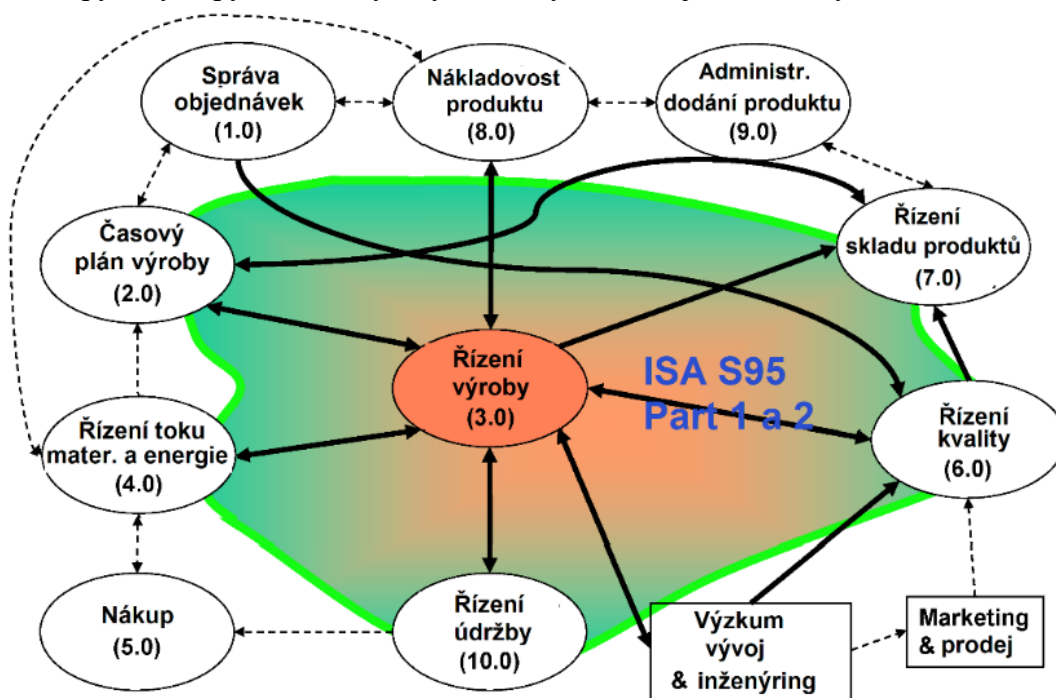 Správa
objednávek
(1.0)
Nákladovost
produktu
(8.0)
Administr.
dodání produktu
(9.0)
Časový
plán výroby
(2.0)
Řízení
skladu produktů
(7.0)
Řízení
výroby
(3.0)
ISA S95
Part 1 a 2
Řízení toku
mater. a energie
(4.0)
Řízení
kvality
(6.0)
Nákup
(5.0)
Řízení
údržby
(10.0)
Výzkum
vývoj
& inženýring
Marketing
& prodej